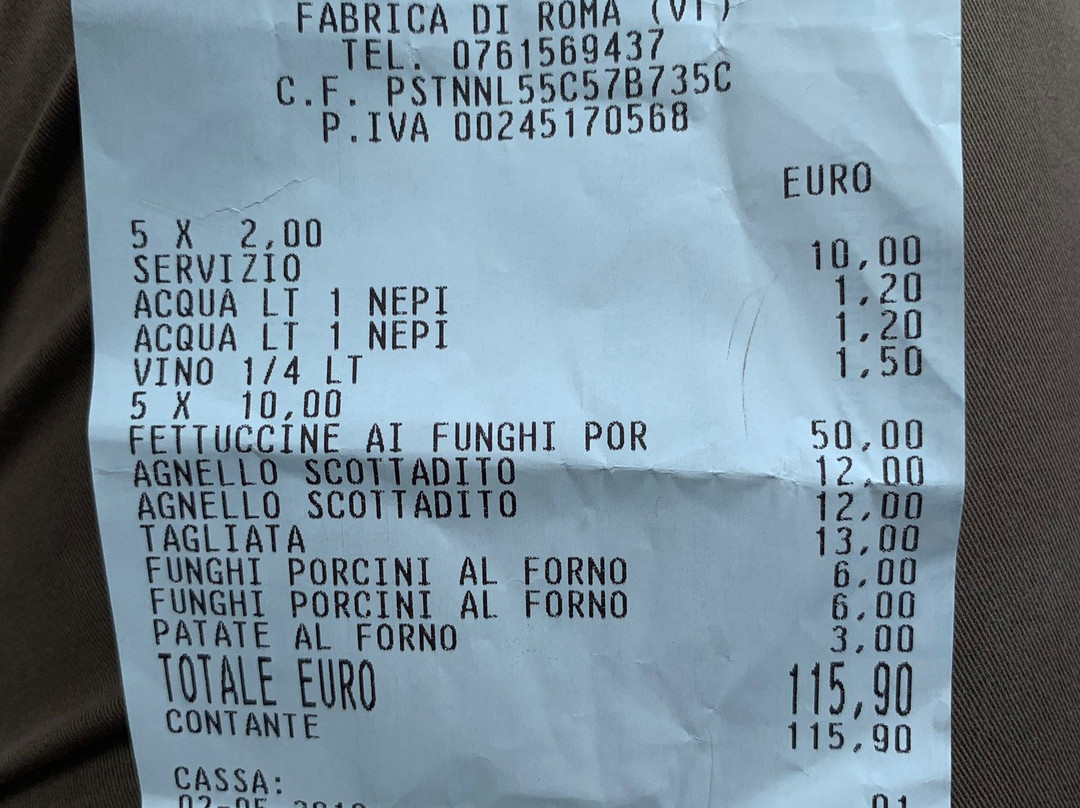 FABRICA DI ROMA (VT)
TEL. 0761569437
C.F. PSTNNL55C57B735C
P.IVA 00245170568
EURO
5 X 2,00
SERVIZIO 10,00
ACQUA LT 1 NEPI 1,20
ACQUA LT 1 NEPI 1,20
VINO 1/4 LT 1,50
5 X 10,00
FETTUCCINE AI FUNGHI POR 50,00
AGNELLO SCOTTADITO 12,00
AGNELLO SCOTTADITO 12,00
TAGLIATA 13,00
FUNGHI PORCINI AL FORNO 6,00
FUNGHI PORCINI AL FORNO 6,00
PATATE AL FORNO 3,00
TOTALE EURO 115,90
CONTANTE 115,90
CASSA: